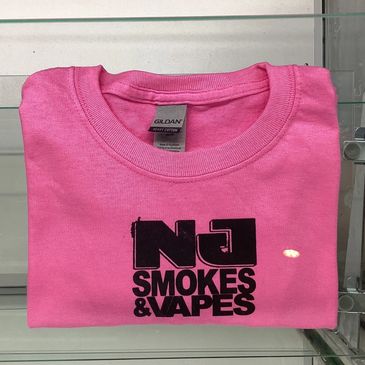 GILDAN
HEAVY COTTON
NJ
SMOKES
&VAPES